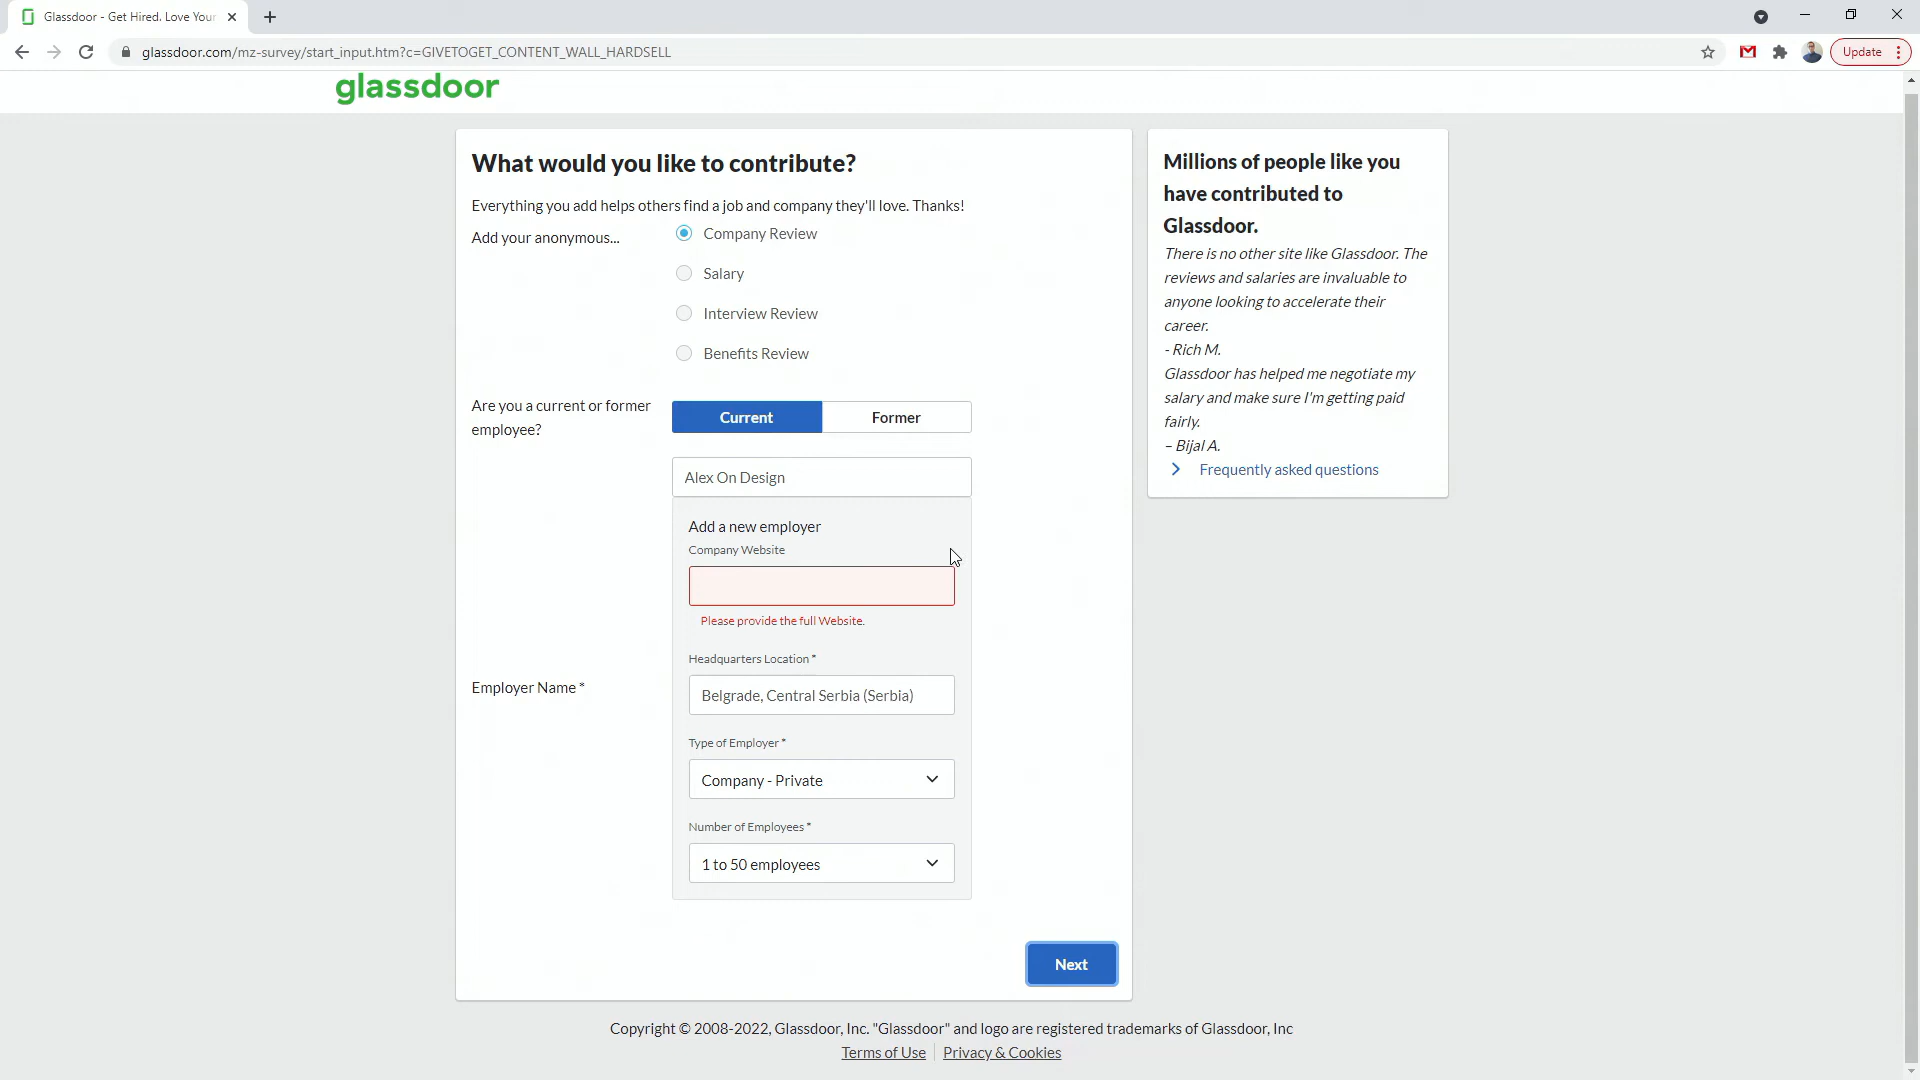 Glassdoor - Get Hired. Love Your
glassdoor.com/mz-survey/start_input.htm?c=GIVETOGET_CONTENT_WALL_HARDSELL
Update
glassdoor
What would you like to contribute?
Everything you add helps others find a job and company they'll love. Thanks!
Add your anonymous...
Company Review
Salary
Interview Review
Benefits Review
Are you a current or former
employee?
Current
Former
Alex On Design
Add a new employer
Company Website
Please provide the full Website.
Headquarters Location *
Employer Name *
Belgrade, Central Serbia (Serbia)
Type of Employer *
Company - Private
Number of Employees *
1 to 50 employees
Next
Millions of people like you
have contributed to
Glassdoor.
There is no other site like Glassdoor. The
reviews and salaries are invaluable to
anyone looking to accelerate their
career.
- Rich M.
Glassdoor has helped me negotiate my
salary and make sure I'm getting paid
fairly.
– Bijal A.
Frequently asked questions
Copyright © 2008-2022, Glassdoor, Inc. "Glassdoor" and logo are registered trademarks of Glassdoor, Inc
Terms of Use
Privacy & Cookies